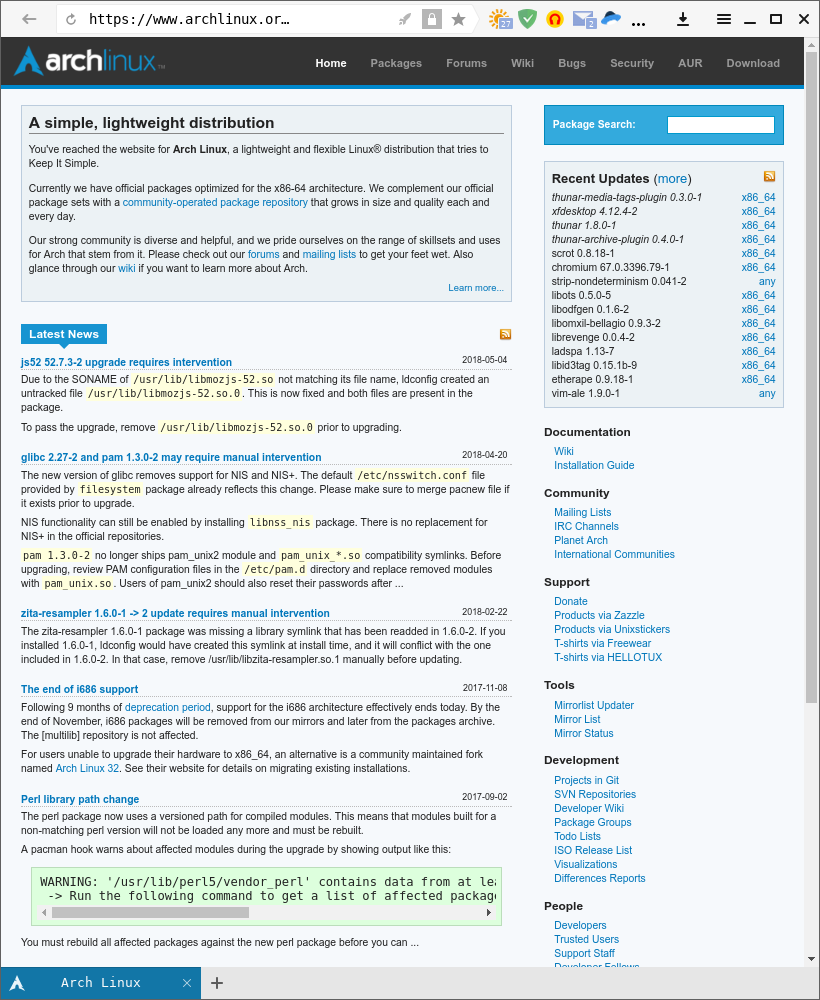 https://www.archlinux.or…
27
2
...
archlinux™
Home Packages Forums Wiki Bugs Security AUR Download
A simple, lightweight distribution
You've reached the website for Arch Linux, a lightweight and flexible Linux® distribution that tries to
Keep It Simple.
Currently we have official packages optimized for the x86-64 architecture. We complement our official
package sets with a community-operated package repository that grows in size and quality each and
every day.
Our strong community is diverse and helpful, and we pride ourselves on the range of skillsets and uses
for Arch that stem from it. Please check out our forums and mailing lists to get your feet wet. Also
glance through our wiki if you want to learn more about Arch.
Learn more...
Latest News
js52 52.7.3-2 upgrade requires intervention 2018-05-04
Due to the SONAME of /usr/lib/libmozjs-52.so not matching its file name, ldconfig created an
untracked file /usr/lib/libmozjs-52.so.0. This is now fixed and both files are present in the
package.
To pass the upgrade, remove /usr/lib/libmozjs-52.so.0 prior to upgrading.
glibc 2.27-2 and pam 1.3.0-2 may require manual intervention 2018-04-20
The new version of glibc removes support for NIS and NIS+. The default /etc/nsswitch.conf file
provided by filesystem package already reflects this change. Please make sure to merge pacnew file if
it exists prior to upgrade.
NIS functionality can still be enabled by installing libnss_nis package. There is no replacement for
NIS+ in the official repositories.
pam 1.3.0-2 no longer ships pam_unix2 module and pam_unix_*.so compatibility symlinks. Before
upgrading, review PAM configuration files in the /etc/pam.d directory and replace removed modules
with pam_unix.so. Users of pam_unix2 should also reset their passwords after ...
zita-resampler 1.6.0-1 -> 2 update requires manual intervention 2018-02-22
The zita-resampler 1.6.0-1 package was missing a library symlink that has been readded in 1.6.0-2. If you
installed 1.6.0-1, ldconfig would have created this symlink at install time, and it will conflict with the one
included in 1.6.0-2. In that case, remove /usr/lib/libzita-resampler.so.1 manually before updating.
The end of i686 support 2017-11-08
Following 9 months of deprecation period, support for the i686 architecture effectively ends today. By the
end of November, i686 packages will be removed from our mirrors and later from the packages archive.
The [multilib] repository is not affected.
For users unable to upgrade their hardware to x86_64, an alternative is a community maintained fork
named Arch Linux 32. See their website for details on migrating existing installations.
Perl library path change 2017-09-02
The perl package now uses a versioned path for compiled modules. This means that modules built for a
non-matching perl version will not be loaded any more and must be rebuilt.
A pacman hook warns about affected modules during the upgrade by showing output like this:
WARNING: '/usr/lib/perl5/vendor_perl' contains data from at lea
-> Run the following command to get a list of affected package
You must rebuild all affected packages against the new perl package before you can ...
Package Search:
Recent Updates (more)
thunar-media-tags-plugin 0.3.0-1 x86_64
xfdesktop 4.12.4-2 x86_64
thunar 1.8.0-1 x86_64
thunar-archive-plugin 0.4.0-1 x86_64
scrot 0.8.18-1 x86_64
chromium 67.0.3396.79-1 x86_64
strip-nondeterminism 0.041-2 any
libots 0.5.0-5 x86_64
libodfgen 0.1.6-2 x86_64
libomxil-bellagio 0.9.3-2 x86_64
librevenge 0.0.4-2 x86_64
ladspa 1.13-7 x86_64
libid3tag 0.15.1b-9 x86_64
etherape 0.9.18-1 x86_64
vim-ale 1.9.0-1 any
Documentation
Wiki
Installation Guide
Community
Mailing Lists
IRC Channels
Planet Arch
International Communities
Support
Donate
Products via Zazzle
Products via Unixstickers
T-shirts via Freewear
T-shirts via HELLOTUX
Tools
Mirrorlist Updater
Mirror List
Mirror Status
Development
Projects in Git
SVN Repositories
Developer Wiki
Package Groups
Todo Lists
ISO Release List
Visualizations
Differences Reports
People
Developers
Trusted Users
Support Staff
Developer Fellows
Arch Linux